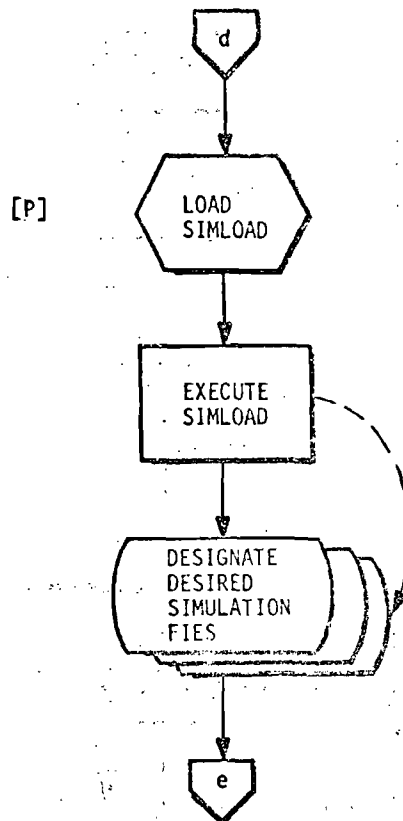 d
[P]
LOAD
SIMLOAD
EXECUTE
SIMLOAD
DESIGNATE
DESIRED
SIMULATION
FIES
e